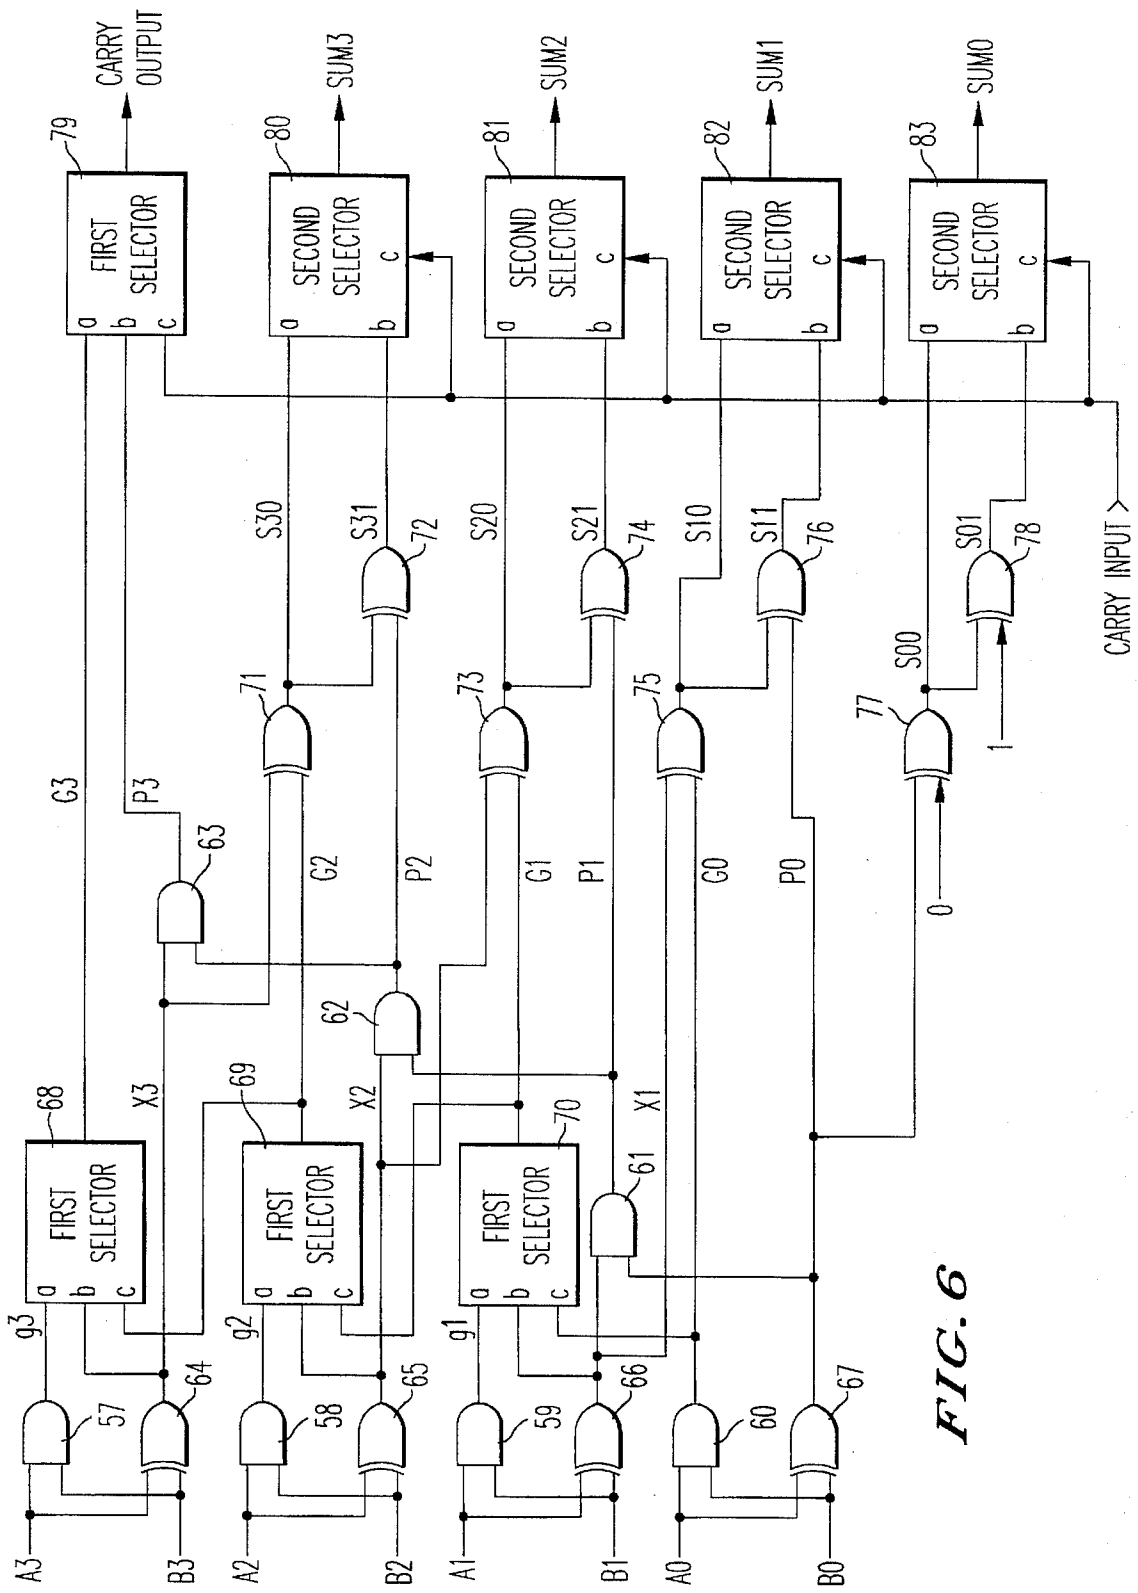 A3
B3
A2
B2
A1
B1
A0
B0
57
64
58
65
59
66
60
67
g3
g2
g1
a
b
c
FIRST
SELECTOR
68
a
b
c
FIRST
SELECTOR
69
a
b
c
FIRST
SELECTOR
70
61
X3
X2
X1
62
63
G3
P3
G2
P2
G1
P1
G0
P0
0
71
73
75
77
1
S00
72
74
76
78
S30
S31
S20
S21
S10
S11
S01
CARRY INPUT
a
b
c
FIRST
SELECTOR
79
a
b
c
SECOND
SELECTOR
80
a
b
c
SECOND
SELECTOR
81
a
b
c
SECOND
SELECTOR
82
a
b
c
SECOND
SELECTOR
83
CARRY
OUTPUT
SUM3
SUM2
SUM1
SUM0
FIG. 6